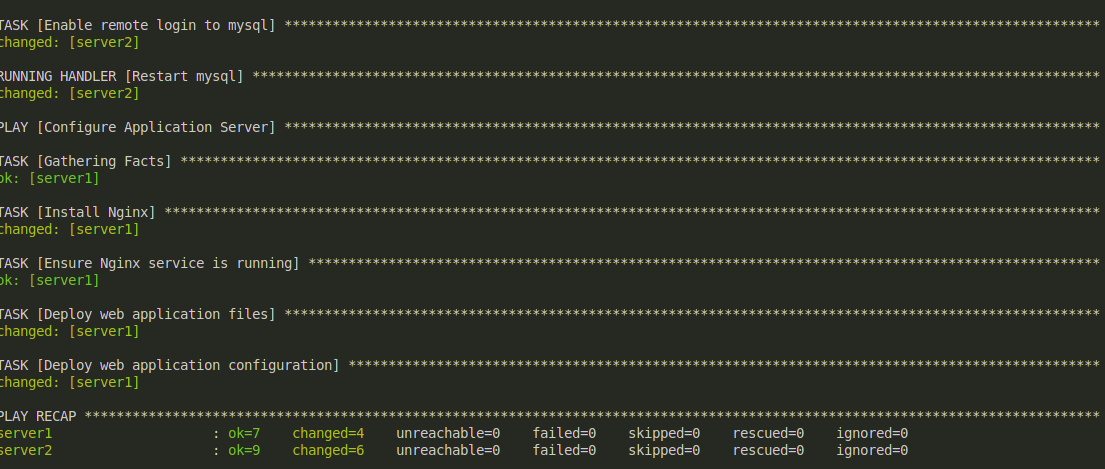 TASK [Enable remote login to mysql] ******************************************************************************************************
changed: [server2]
RUNNING HANDLER [Restart mysql] **********************************************************************************************************
changed: [server2]
PLAY [Configure Application Server] ******************************************************************************************************
TASK [Gathering Facts] *******************************************************************************************************************
ok: [server1]
TASK [Install Nginx] *********************************************************************************************************************
changed: [server1]
TASK [Ensure Nginx service is running] ***************************************************************************************************
ok: [server1]
TASK [Deploy web application files] ******************************************************************************************************
changed: [server1]
TASK [Deploy web application configuration] **********************************************************************************************
changed: [server1]
PLAY RECAP *******************************************************************************************************************************
server1                    : ok=7    changed=4    unreachable=0    failed=0    skipped=0    rescued=0    ignored=0
server2                    : ok=9    changed=6    unreachable=0    failed=0    skipped=0    rescued=0    ignored=0